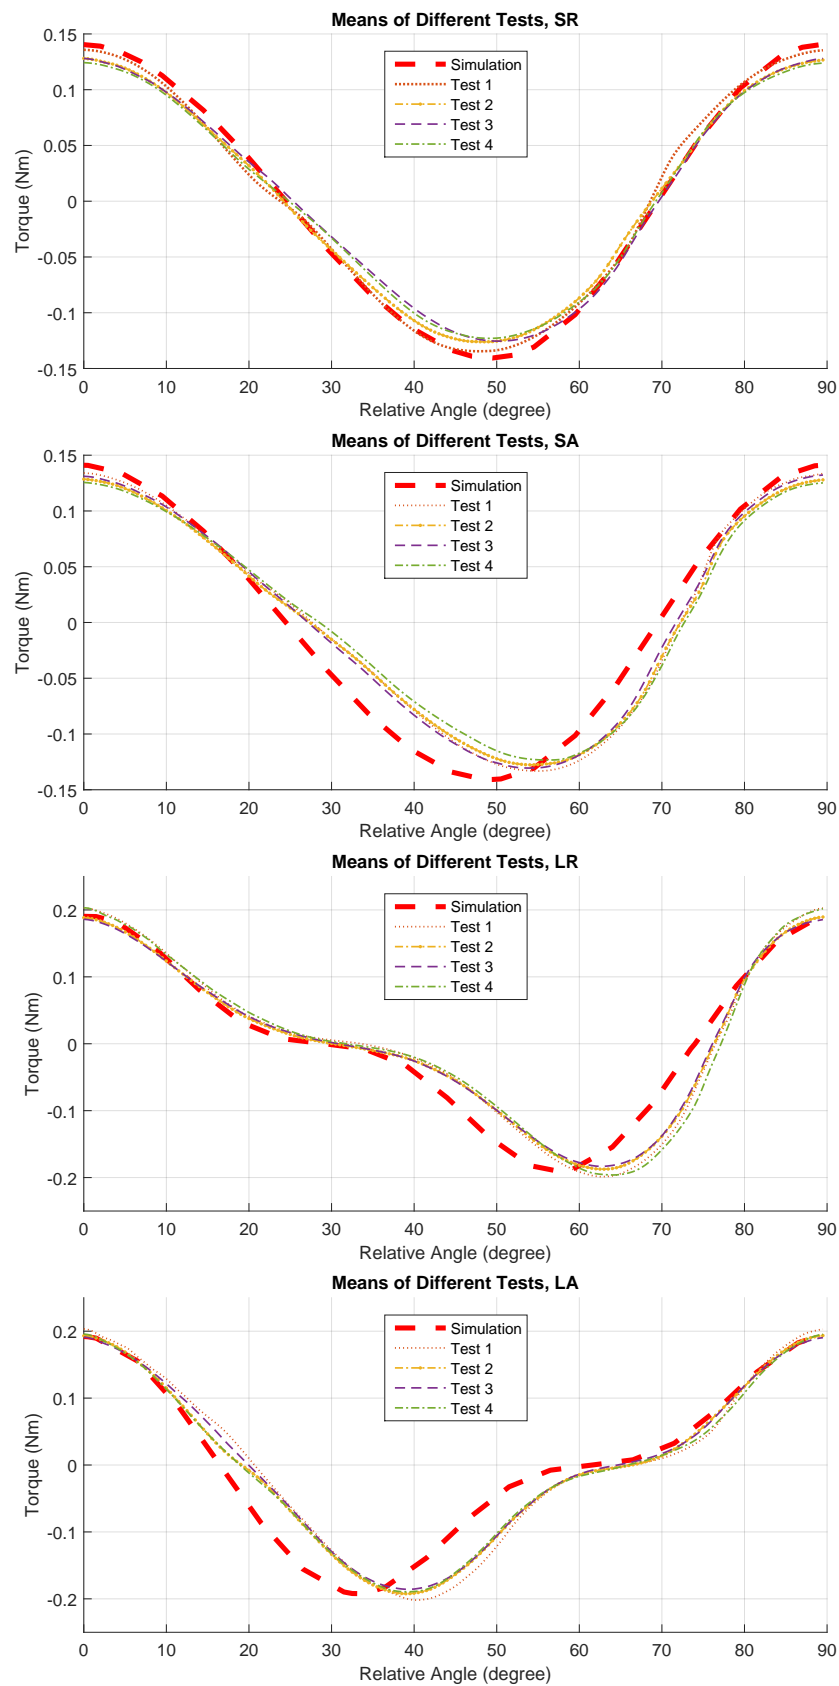 Means of Different Tests, SR
0.15
0.1
0.05
0
-0.05
-0.1
-0.15
Torque (Nm)
Simulation
Test 1
Test 2
Test 3
Test 4
0 10 20 30 40 50 60 70 80 90
Relative Angle (degree)
Means of Different Tests, SA
0.15
0.1
0.05
0
-0.05
-0.1
-0.15
Torque (Nm)
Simulation
Test 1
Test 2
Test 3
Test 4
0 10 20 30 40 50 60 70 80 90
Relative Angle (degree)
Means of Different Tests, LR
0.2
0.1
0
-0.1
-0.2
Torque (Nm)
Simulation
Test 1
Test 2
Test 3
Test 4
0 10 20 30 40 50 60 70 80 90
Relative Angle (degree)
Means of Different Tests, LA
0.2
0.1
0
-0.1
-0.2
Torque (Nm)
Simulation
Test 1
Test 2
Test 3
Test 4
0 10 20 30 40 50 60 70 80 90
Relative Angle (degree)